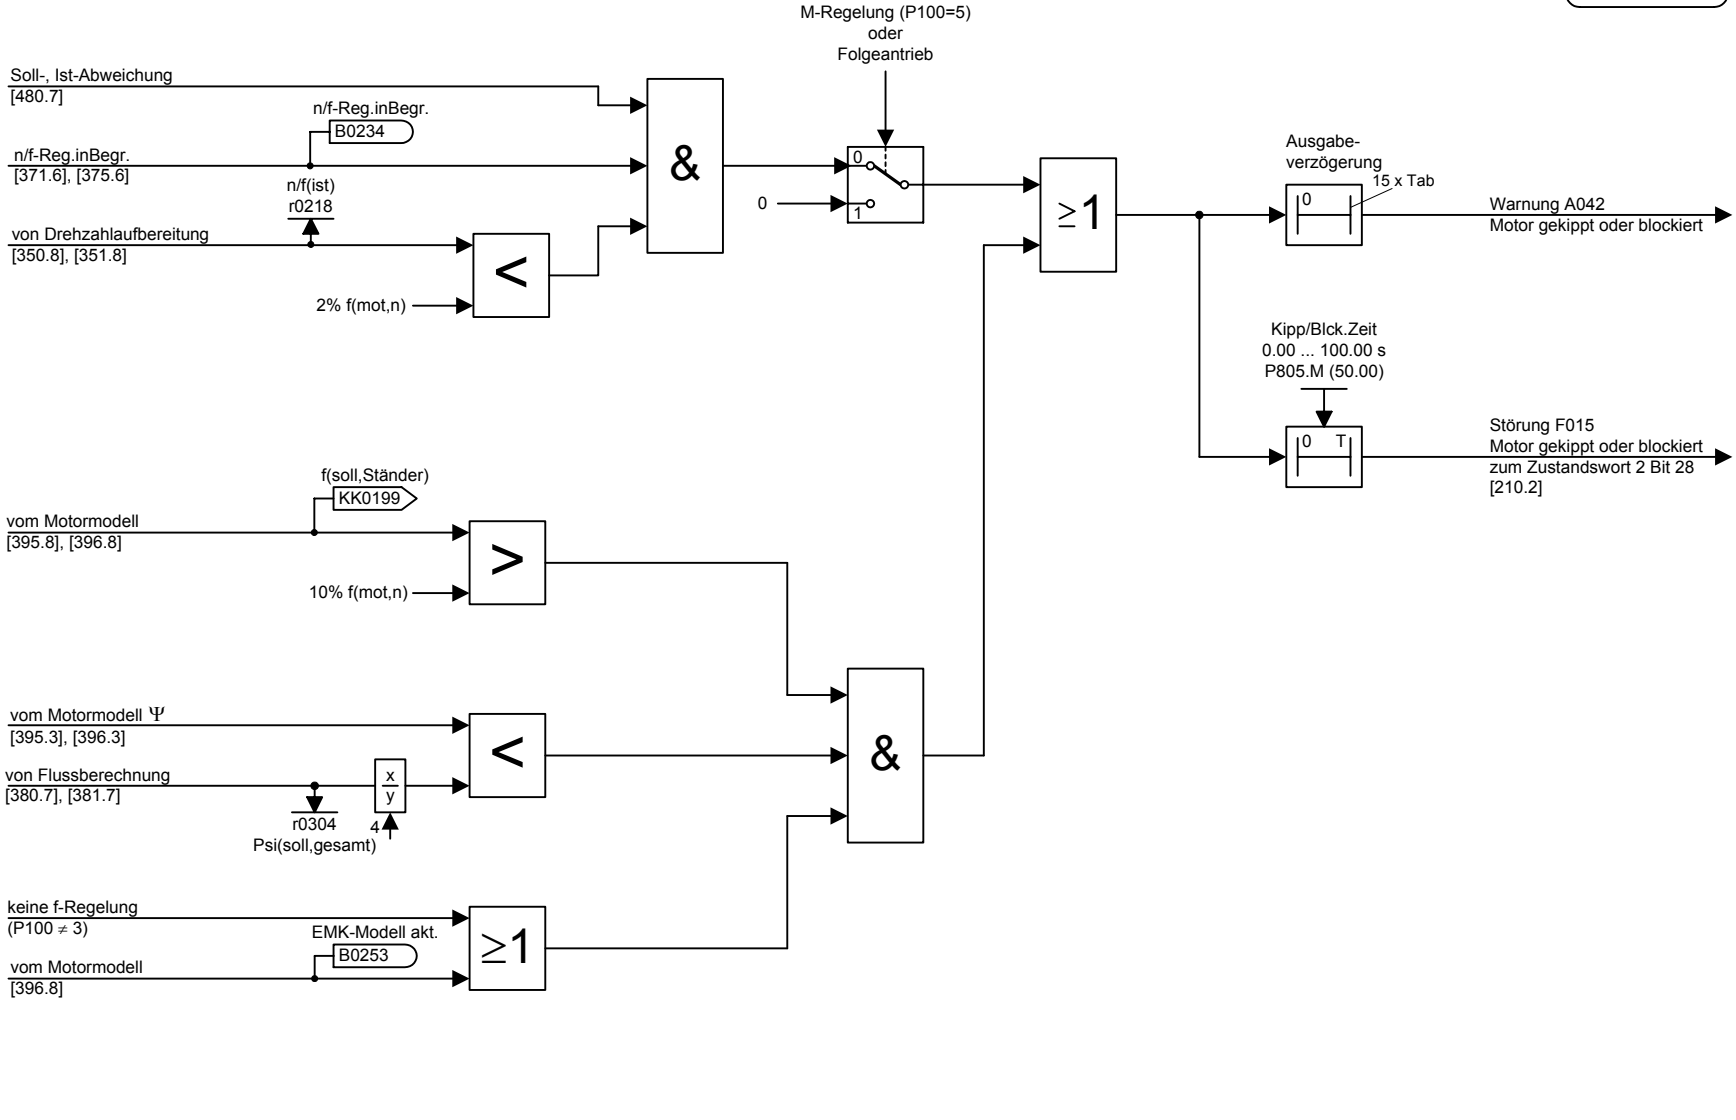 M-Regelung (P100=5)
oder
Folgeantrieb
Soll-, Ist-Abweichung
[480.7]
n/f-Reg.inBegr.
B0234
n/f-Reg.inBegr.
[371.6], [375.6]
n/f(ist)
r0218
von Drehzahlaufbereitung
[350.8], [351.8]
<
2% f(mot,n)
&
0
0
1
≥1
Ausgabe-
verzögerung
15 x Tab
0
Warnung A042
Motor gekippt oder blockiert
Kipp/Blck.Zeit
0.00 ... 100.00 s
P805.M (50.00)
0 T
Störung F015
Motor gekippt oder blockiert
zum Zustandswort 2 Bit 28
[210.2]
f(soll,Ständer)
KK0199
vom Motormodell
[395.8], [396.8]
>
10% f(mot,n)
vom Motormodell Ψ
[395.3], [396.3]
<
von Flussberechnung
[380.7], [381.7]
x
y
4
r0304
Psi(soll,gesamt)
&
keine f-Regelung
(P100 ≠ 3)
EMK-Modell akt.
B0253
≥1
vom Motormodell
[396.8]